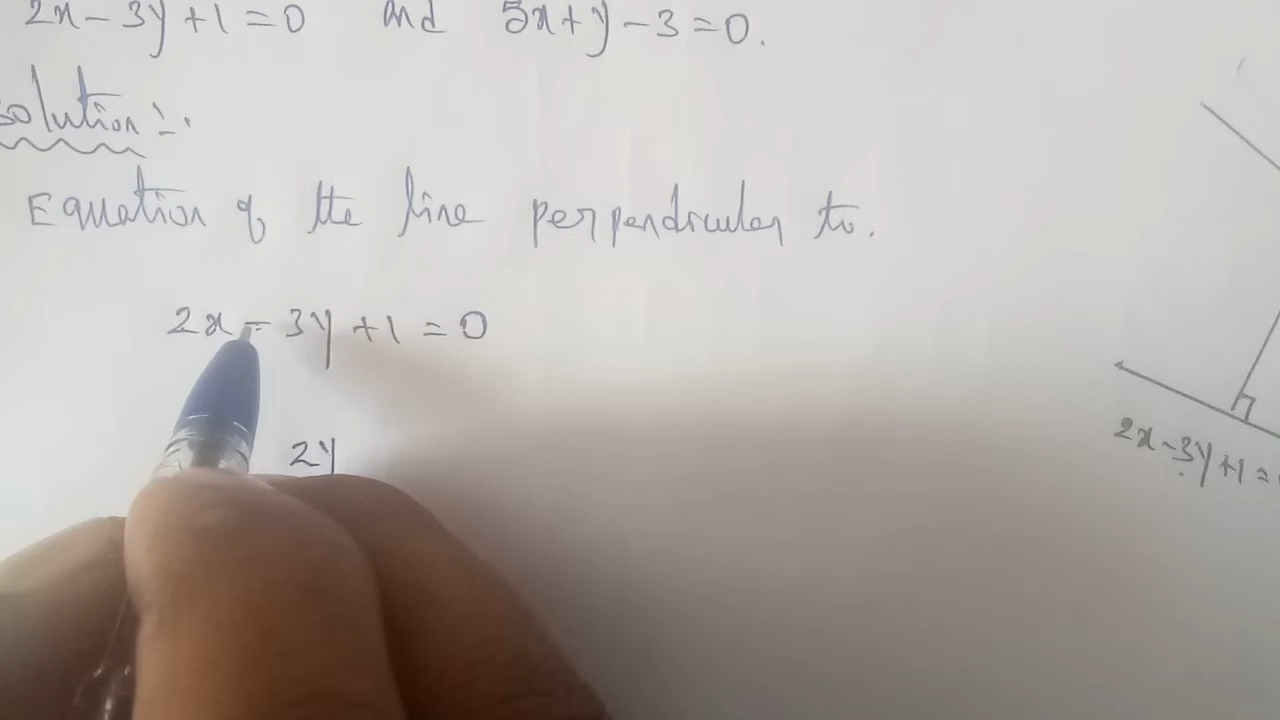 2x - 3y + 1 = 0 and 5x + y - 3 = 0.
Solution :-
Equation of the line perpendicular to.
2x - 3y + 1 = 0
2y
2x - 3y + 1 =